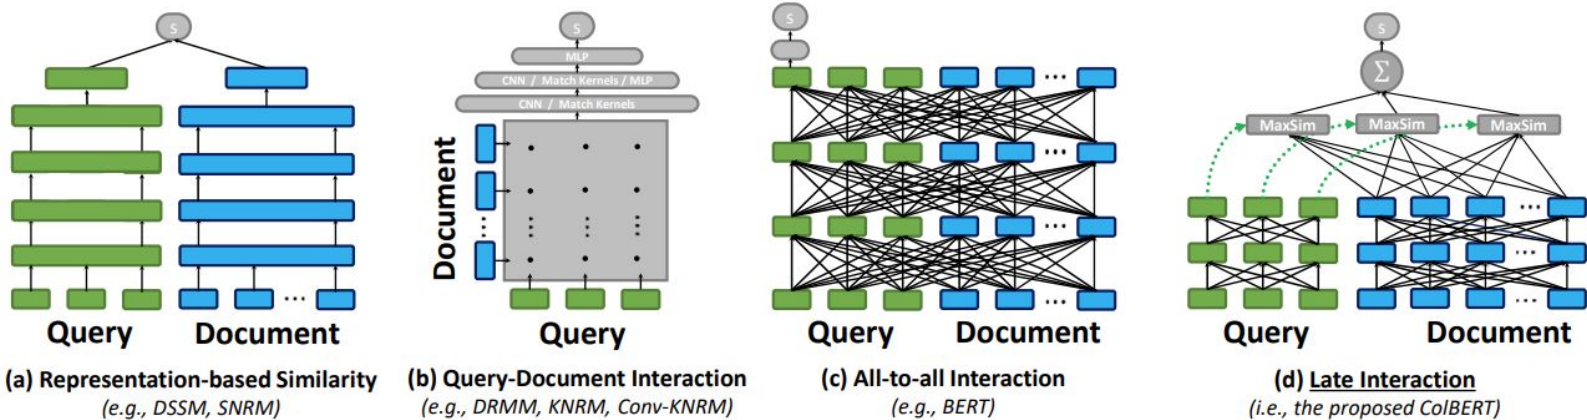 S
Query Document
(a) Representation-based Similarity
(e.g., DSSM, SNRM)
S
MLP
CNN / Match Kernels / MLP
CNN / Match Kernels
Document
Query
(b) Query-Document Interaction
(e.g., DRMM, KNRM, Conv-KNRM)
S
Query Document
(c) All-to-all Interaction
(e.g., BERT)
S
Σ
MaxSim MaxSim MaxSim
Query Document
(d) Late Interaction
(i.e., the proposed ColBERT)